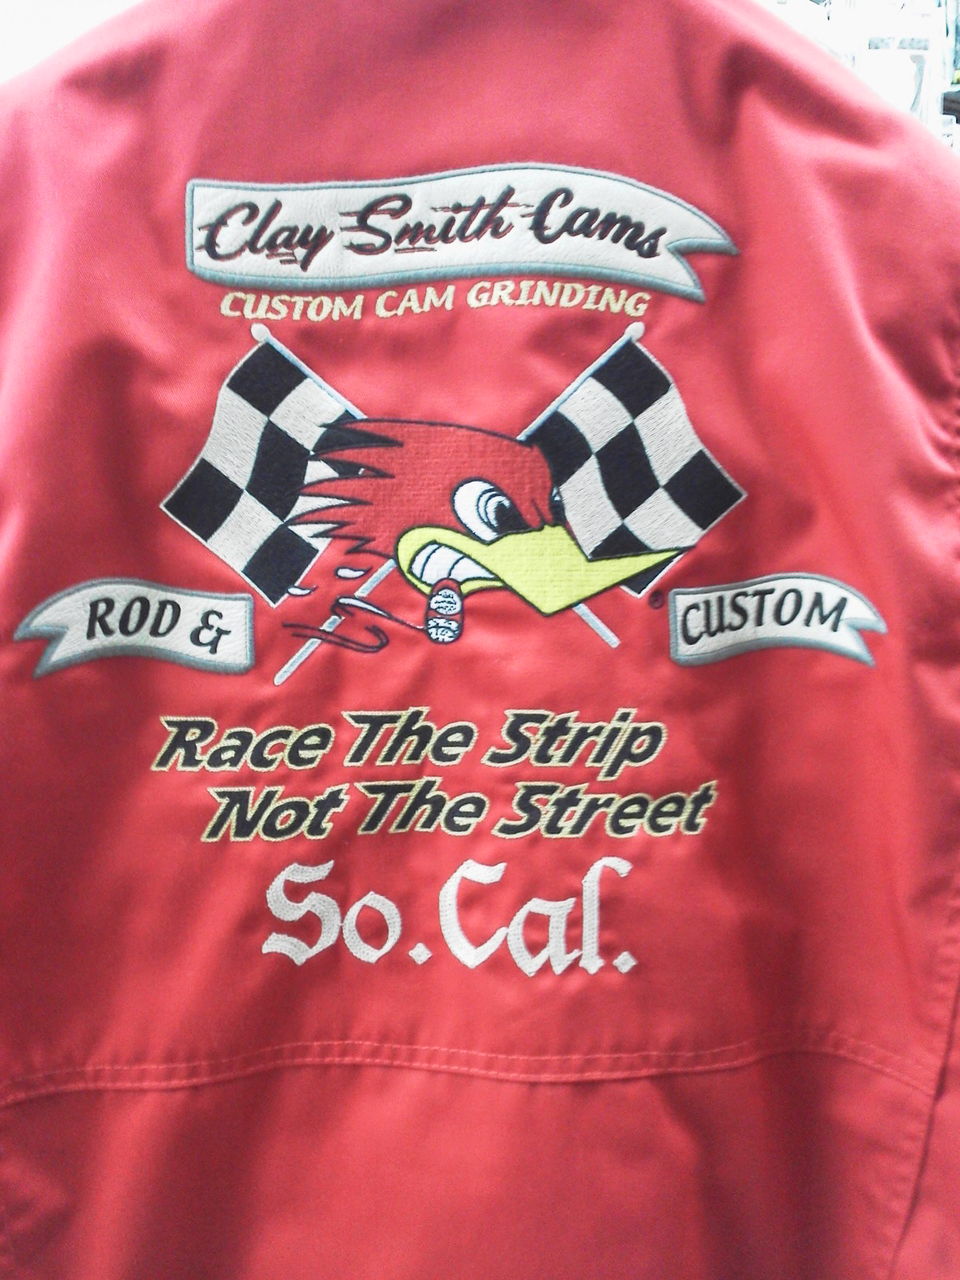 Clay Smith Cams
CUSTOM CAM GRINDING
ROD & CUSTOM
Race The Strip
Not The Street
So. Cal.